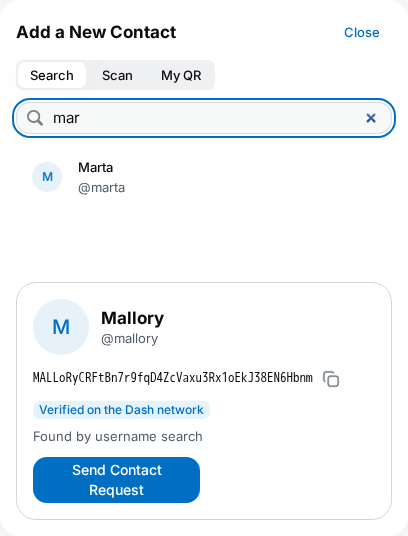 Add a New Contact
Close
Search
Scan
My QR
mar
M
Marta
@marta
M
Mallory
@mallory
MALLoRyCRFtBn7r9fqD4ZcVaxu3Rx1oEkJ38EN6Hbnm
Verified on the Dash network
Found by username search
Send Contact
Request